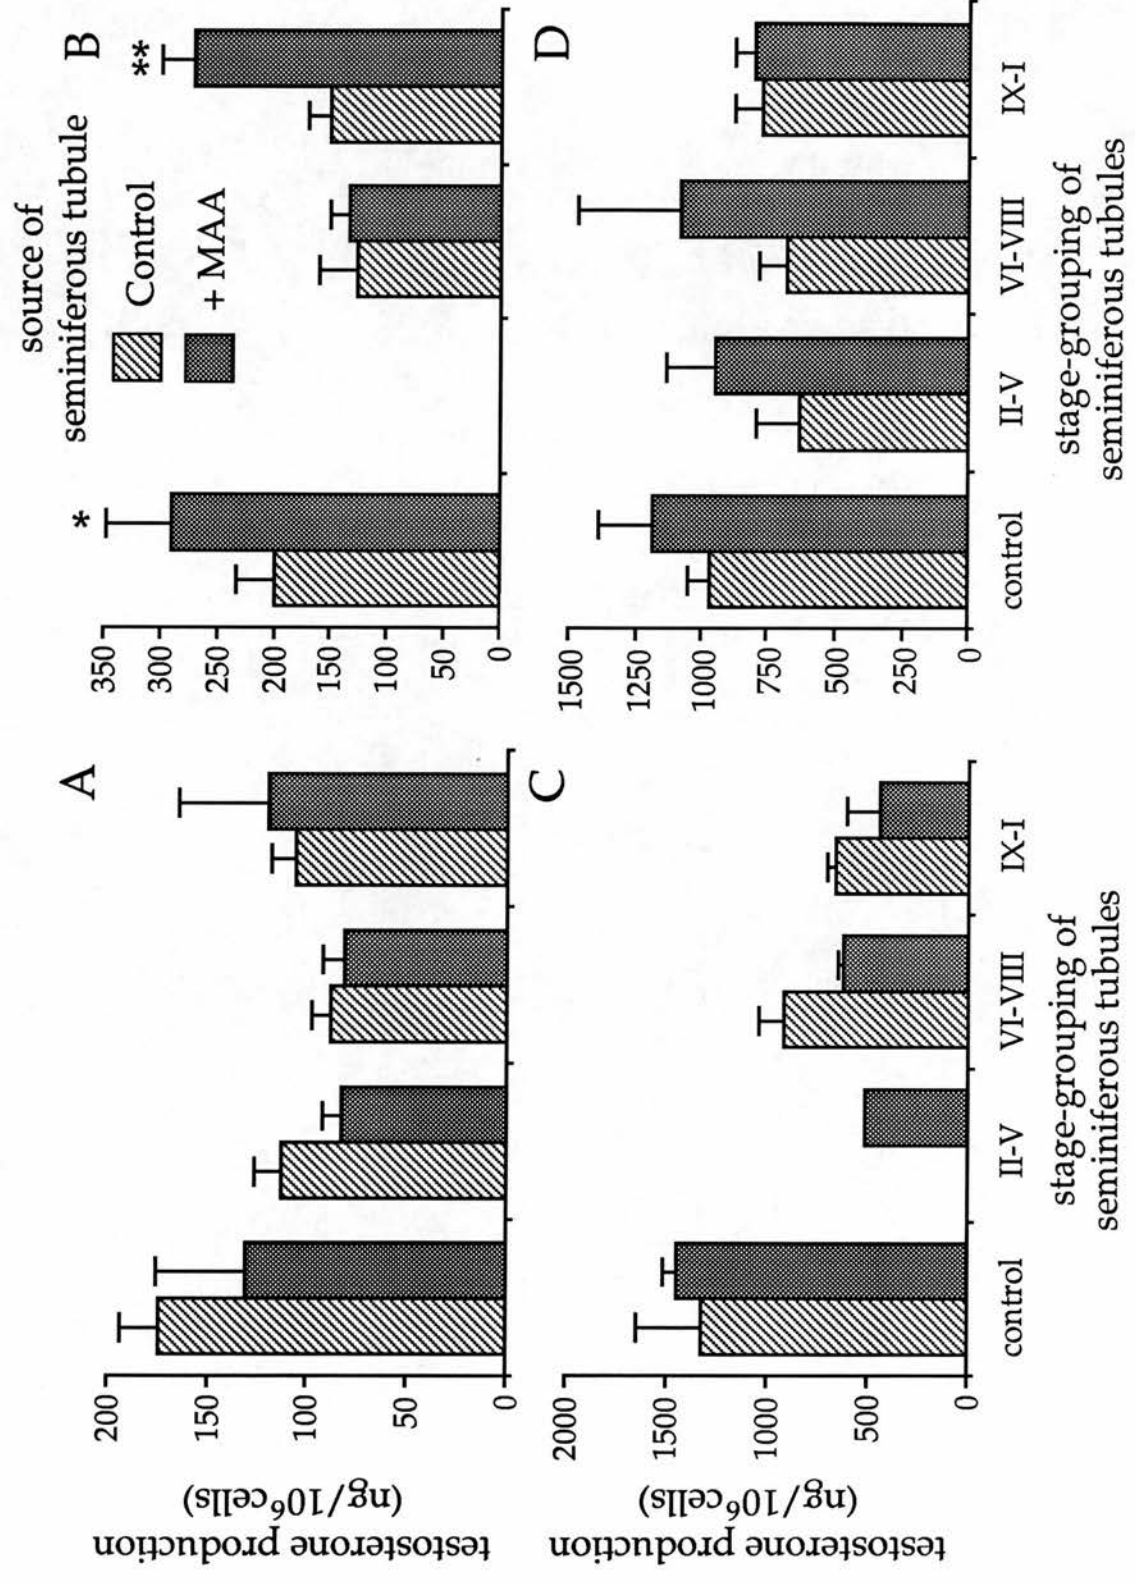 source of
seminiferous tubule
Control
+ MAA
A
testosterone production
(ng/10⁶cells)
200
150
100
50
0
B
*
**
350
300
250
200
150
100
50
0
C
testosterone production
(ng/10⁶cells)
2000
1500
1000
500
0
control
II-V
VI-VIII
IX-I
stage-grouping of
seminiferous tubules
D
1500
1250
1000
750
500
250
0
control
II-V
VI-VIII
IX-I
stage-grouping of
seminiferous tubules